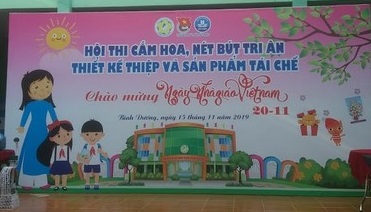 HỘI THI CẮM HOA, NÉT BÚT TRI ÂN
THIẾT KẾ THIỆP VÀ SẢN PHẨM TÁI CHẾ
Chào mừng Ngày Nhà giáo Việt nam
20-11
Bình Dương, ngày 15 tháng 11 năm 2019